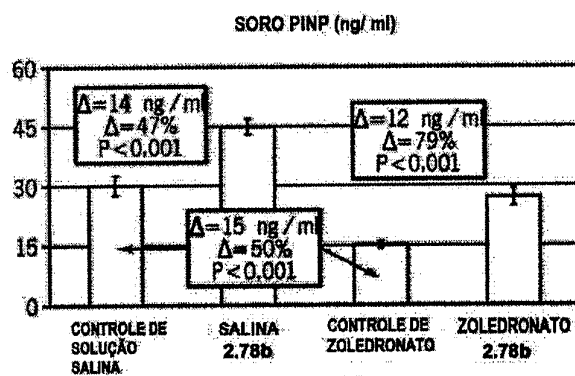 SORO PINP (ng/ ml)
60
45
30
15
0
Δ=14 ng/ml
Δ=47%
P<0.001
Δ=12 ng/ml
Δ=79%
P<0.001
Δ=15 ng/ml
Δ=50%
P<0.001
CONTROLE DE
SOLUÇÃO
SALINA
SALINA
2.78b
CONTROLE DE
ZOLEDRONATO
ZOLEDRONATO
2.78b